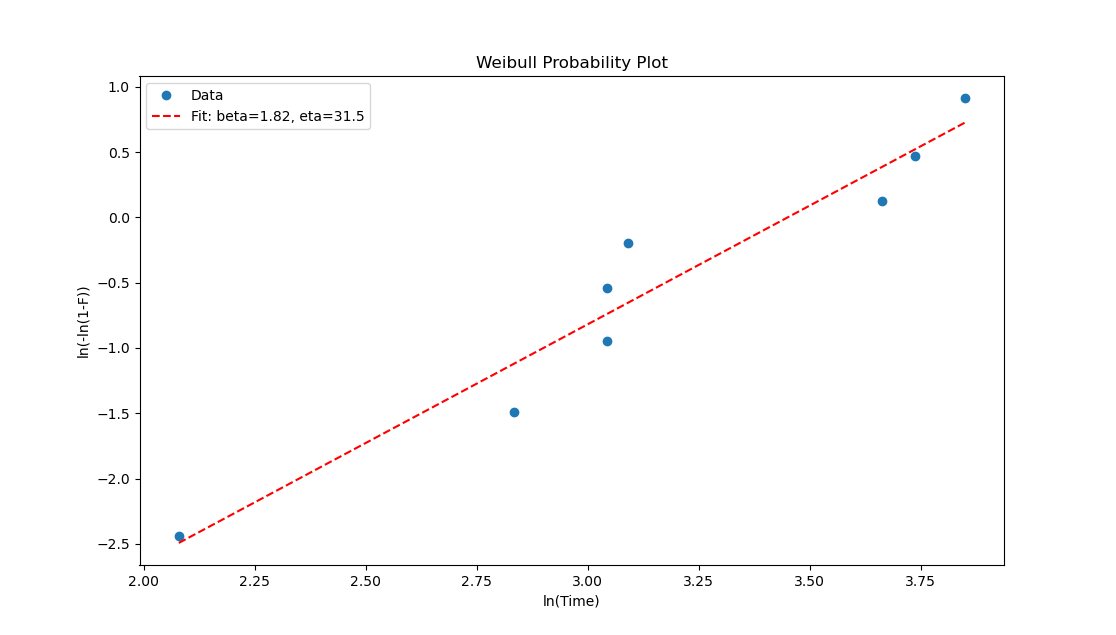 Weibull Probability Plot
Data
Fit: beta=1.82, eta=31.5
ln(-ln(1-F))
1.0
0.5
0.0
−0.5
−1.0
−1.5
−2.0
−2.5
2.00 2.25 2.50 2.75 3.00 3.25 3.50 3.75
ln(Time)